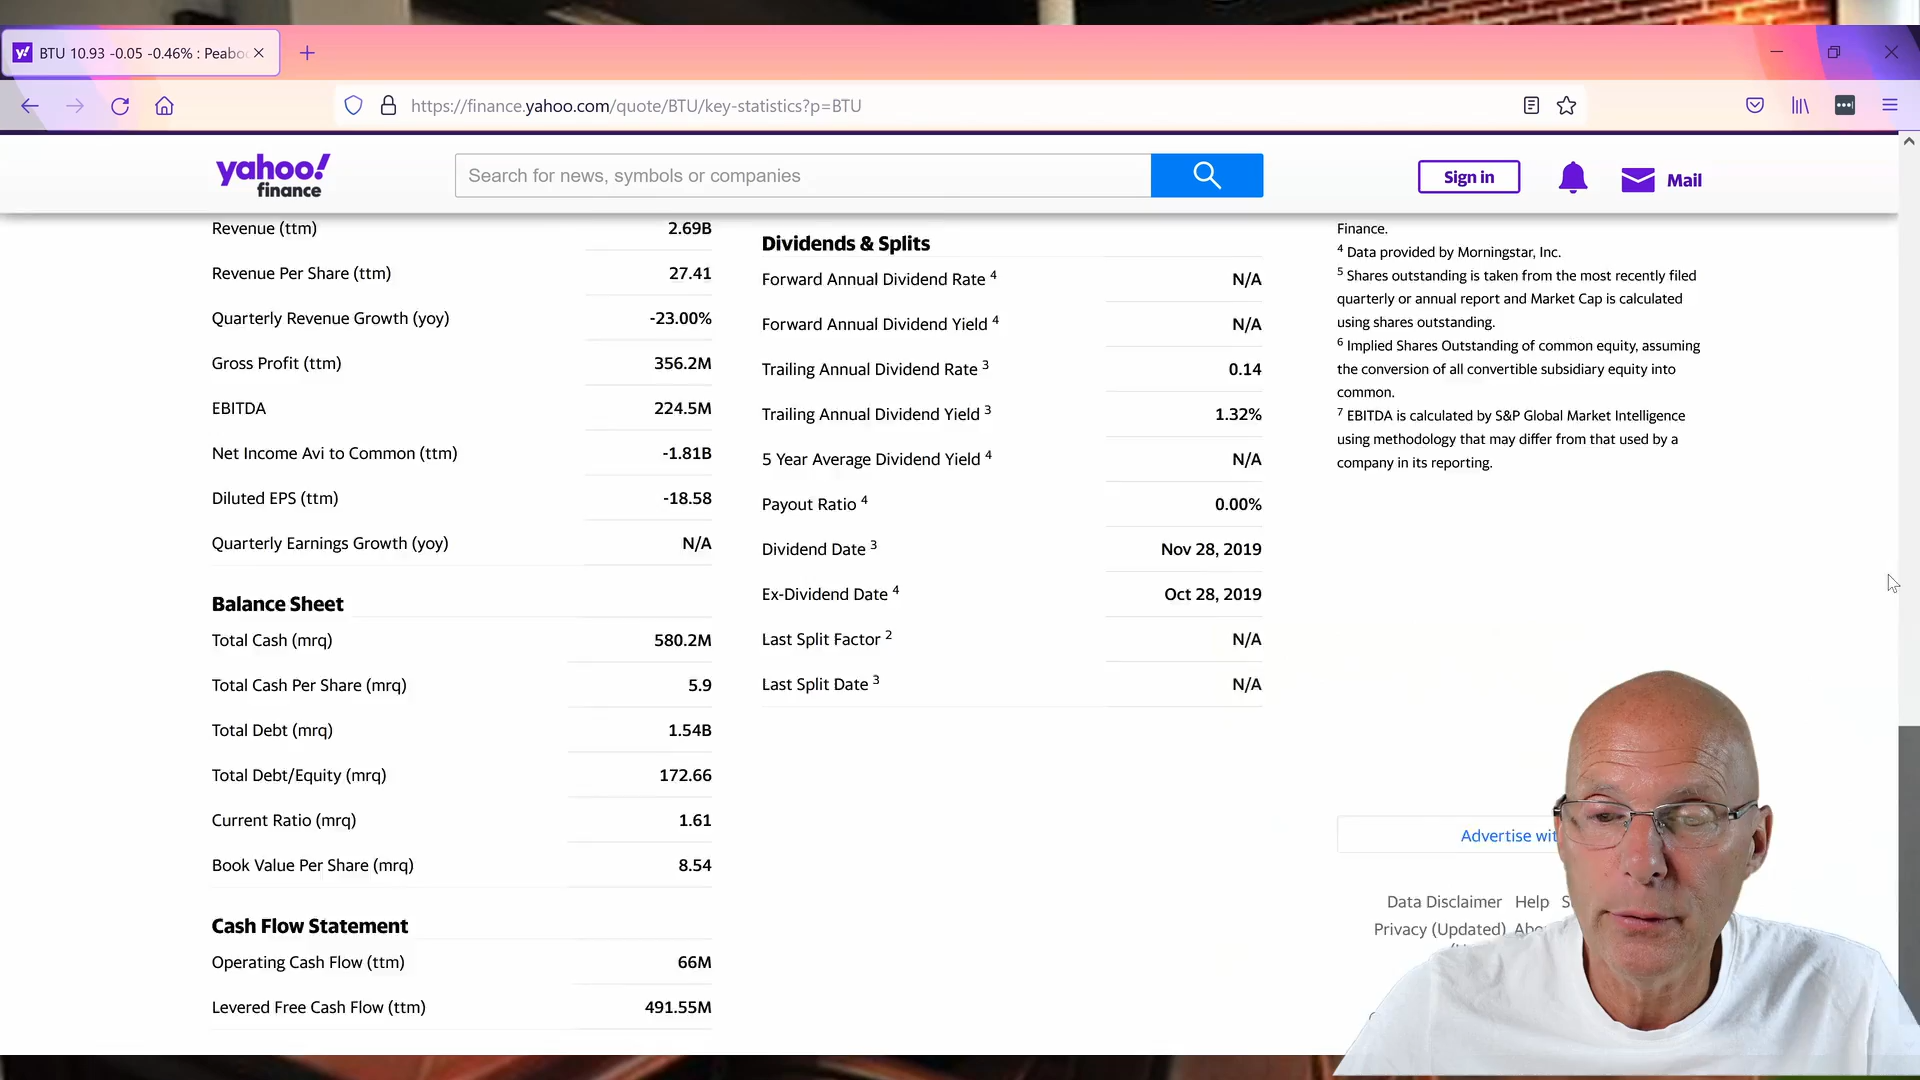 BTU 10.93 -0.05 -0.46% : Peabo
https://finance.yahoo.com/quote/BTU/key-statistics?p=BTU
yahoo!
finance
Search for news, symbols or companies
Sign in
Mail
Revenue (ttm) 2.69B
Revenue Per Share (ttm) 27.41
Quarterly Revenue Growth (yoy) -23.00%
Gross Profit (ttm) 356.2M
EBITDA 224.5M
Net Income Avi to Common (ttm) -1.81B
Diluted EPS (ttm) -18.58
Quarterly Earnings Growth (yoy) N/A
Balance Sheet
Total Cash (mrq) 580.2M
Total Cash Per Share (mrq) 5.9
Total Debt (mrq) 1.54B
Total Debt/Equity (mrq) 172.66
Current Ratio (mrq) 1.61
Book Value Per Share (mrq) 8.54
Cash Flow Statement
Operating Cash Flow (ttm) 66M
Levered Free Cash Flow (ttm) 491.55M
Dividends & Splits
Forward Annual Dividend Rate 4 N/A
Forward Annual Dividend Yield 4 N/A
Trailing Annual Dividend Rate 3 0.14
Trailing Annual Dividend Yield 3 1.32%
5 Year Average Dividend Yield 4 N/A
Payout Ratio 4 0.00%
Dividend Date 3 Nov 28, 2019
Ex-Dividend Date 4 Oct 28, 2019
Last Split Factor 2 N/A
Last Split Date 3 N/A
Finance.
4 Data provided by Morningstar, Inc.
5 Shares outstanding is taken from the most recently filed
quarterly or annual report and Market Cap is calculated
using shares outstanding.
6 Implied Shares Outstanding of common equity, assuming
the conversion of all convertible subsidiary equity into
common.
7 EBITDA is calculated by S&P Global Market Intelligence
using methodology that may differ from that used by a
company in its reporting.
Advertise wit
Data Disclaimer Help S
Privacy (Updated) Abo